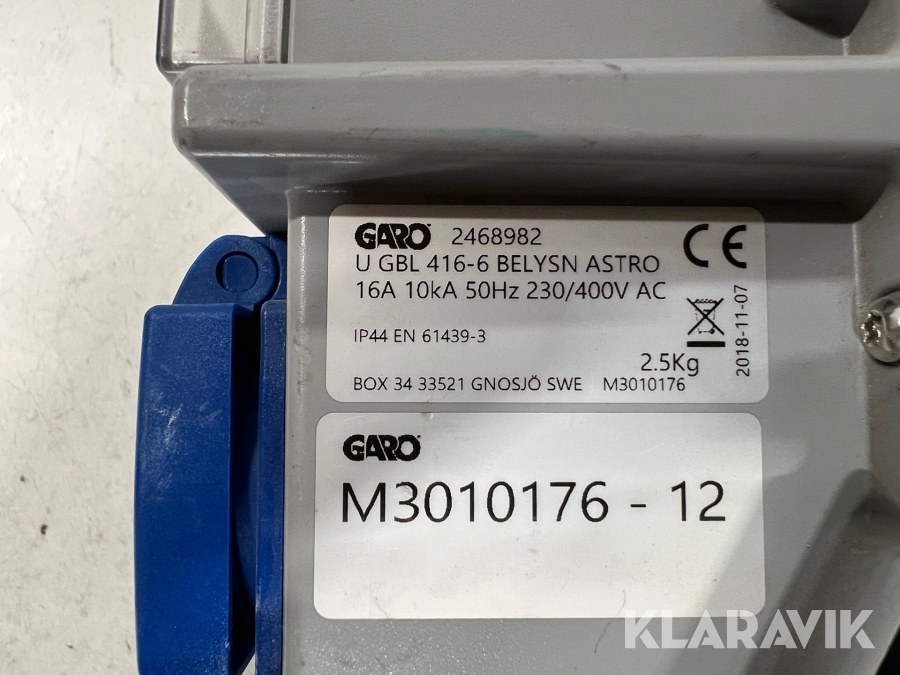 GARO 2468982
U GBL 416-6 BELYSN ASTRO
16A 10kA 50Hz 230/400V AC
IP44 EN 61439-3
2.5Kg
BOX 34 33521 GNOSJÖ SWE M3010176
CE
2018-11-07
GARO
M3010176 - 12
KLARAVIK